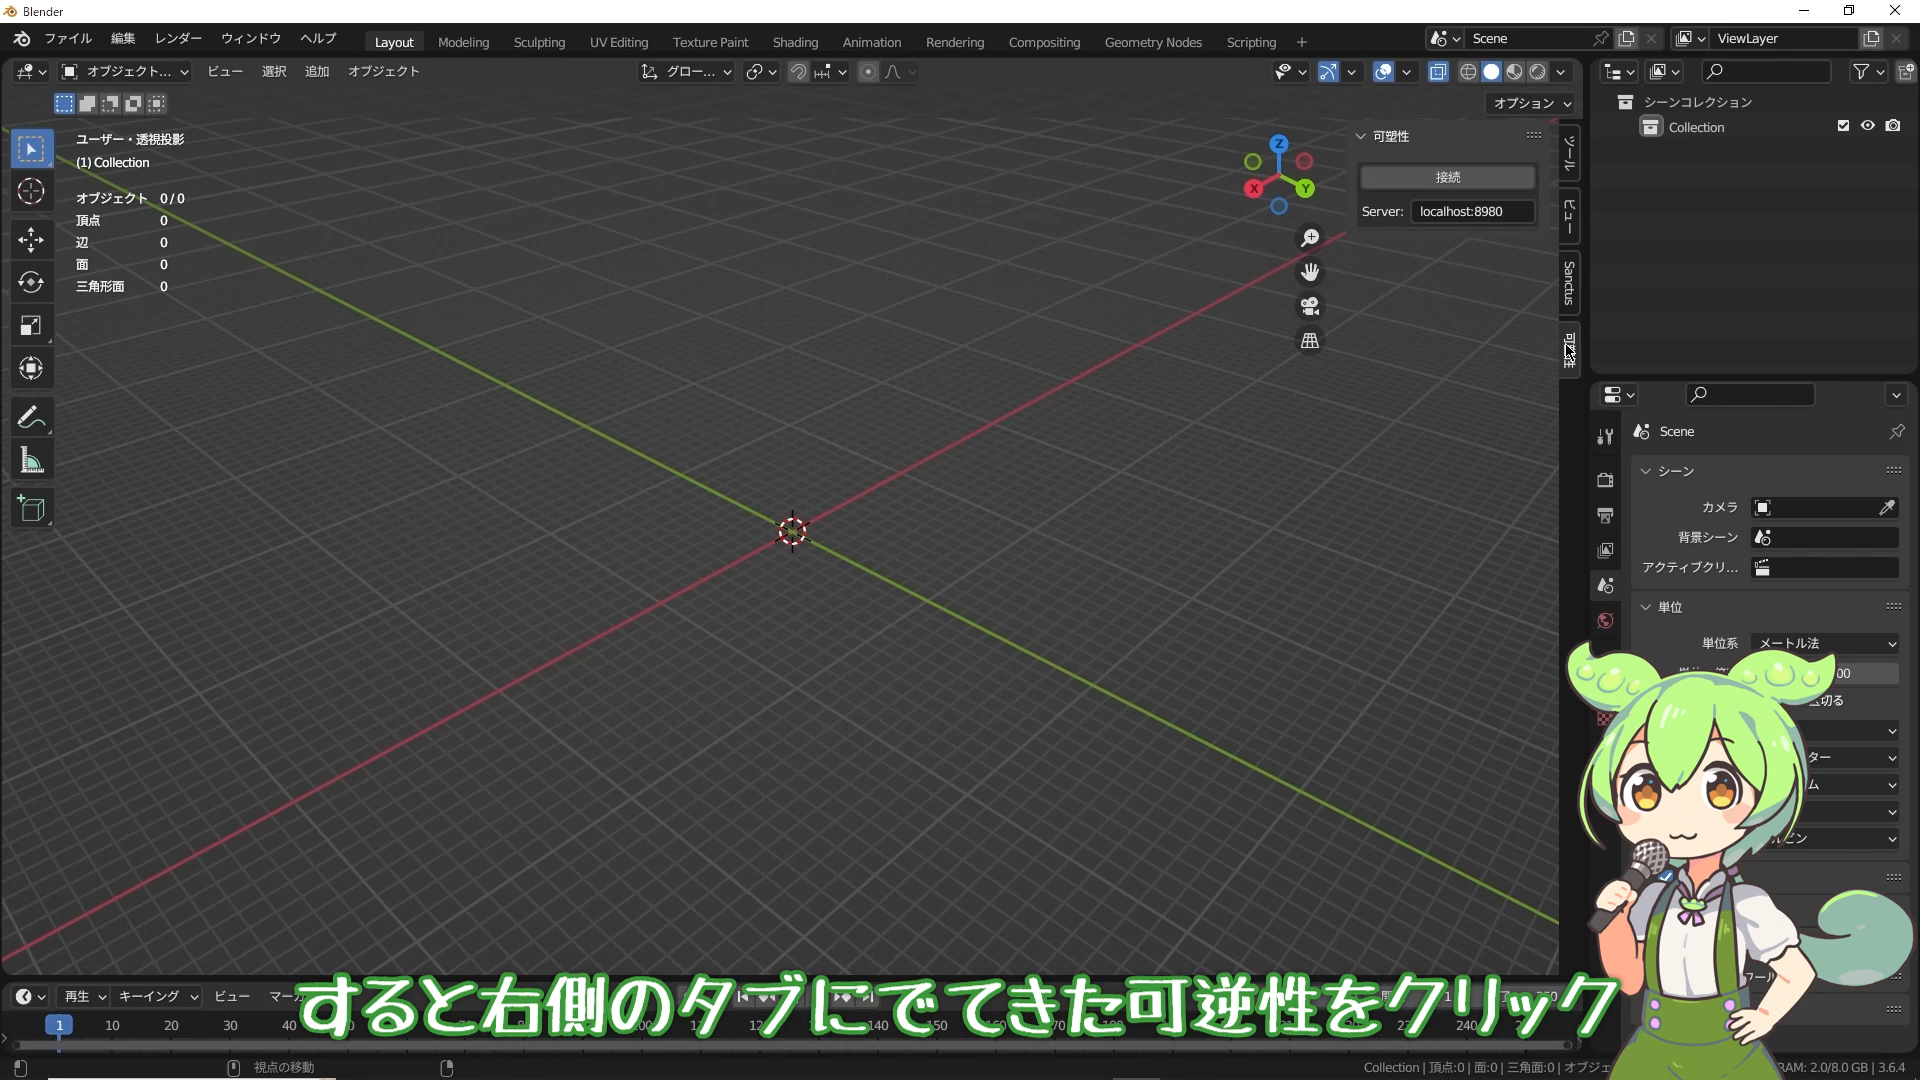 Blender
ファイル 編集 レンダー ウィンドウ ヘルプ Layout Modeling Sculpting UV Editing Texture Paint Shading Animation Rendering Compositing Geometry Nodes Scripting + Scene ViewLayer
オブジェクト... ビュー 選択 追加 オブジェクト グロー...
オプション
シーンコレクション
Collection
ユーザー・透視投影
(1) Collection
オブジェクト 0/0
頂点 0
辺 0
面 0
三角形面 0
Z
X
Y
可塑性
接続
Server: localhost:8980
ツール
ビュー
Sanctus
Scene
シーン
カメラ
背景シーン
アクティブクリ...
単位
単位系 メートル法
00
切る
ター
ム
ルビン
再生 キーイング ビュー マーカ
すると右側のタブにでてきた可逆性をクリック
1 10 20 30 40 140 150 240
視点の移動
Collection | 頂点:0 | 面:0 | 三角面:0 | オブジェ
RAM: 2.0/8.0 GB | 3.6.4